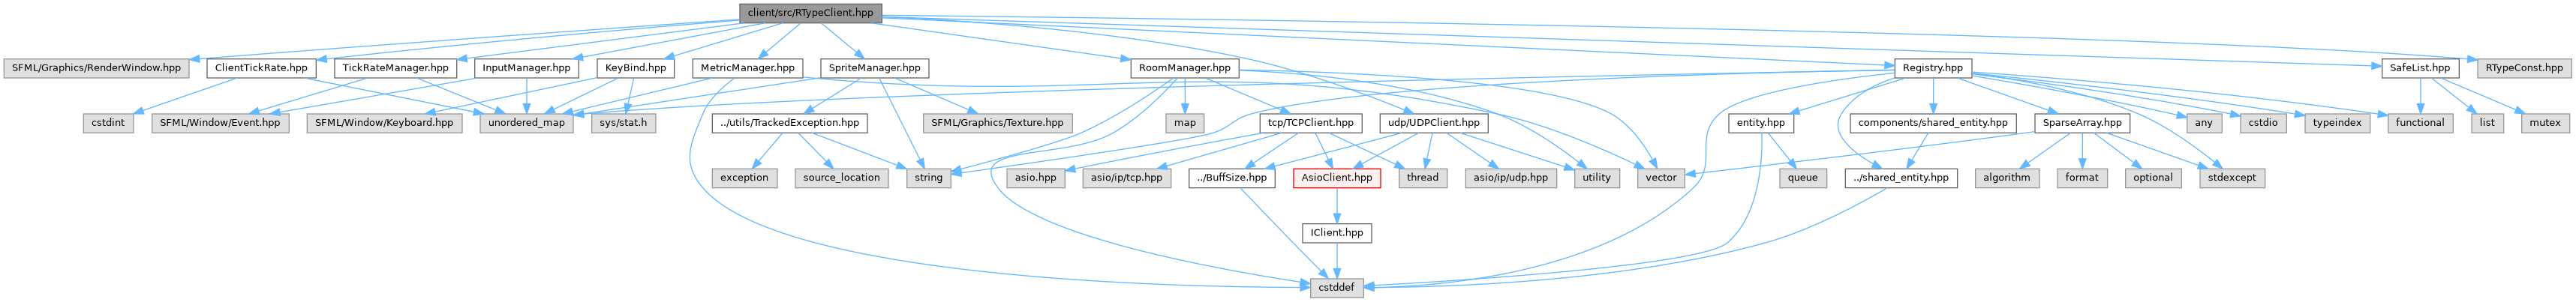 client/src/RTypeClient.hpp
SFML/Graphics/RenderWindow.hpp
ClientTickRate.hpp
TickRateManager.hpp
InputManager.hpp
KeyBind.hpp
MetricManager.hpp
SpriteManager.hpp
RoomManager.hpp
Registry.hpp
SafeList.hpp
RTypeConst.hpp
cstdint
SFML/Window/Event.hpp
SFML/Window/Keyboard.hpp
unordered_map
sys/stat.h
../utils/TrackedException.hpp
SFML/Graphics/Texture.hpp
map
tcp/TCPClient.hpp
udp/UDPClient.hpp
entity.hpp
components/shared_entity.hpp
SparseArray.hpp
any
cstdio
typeindex
functional
list
mutex
exception
source_location
string
asio.hpp
asio/ip/tcp.hpp
../BuffSize.hpp
AsioClient.hpp
thread
asio/ip/udp.hpp
utility
vector
queue
../shared_entity.hpp
algorithm
format
optional
stdexcept
IClient.hpp
cstddef